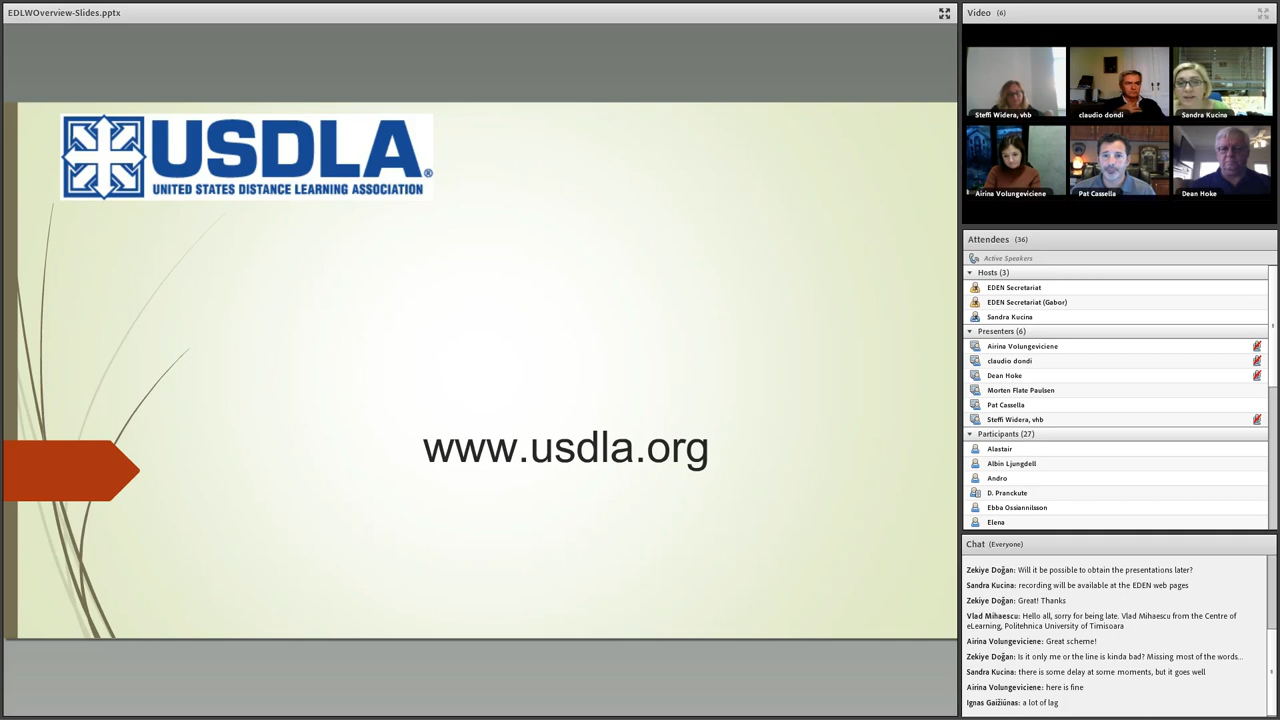 EDLWOverview-Slides.pptx
USDLA®
UNITED STATES DISTANCE LEARNING ASSOCIATION
www.usdla.org
Video (6)
Steffi Widera, vhb
claudio dondi
Sandra Kucina
Airina Volungeviciene
Pat Cassella
Dean Hoke
Attendees (36)
Active Speakers
Hosts (3)
EDEN Secretariat
EDEN Secretariat (Gabor)
Sandra Kucina
Presenters (6)
Airina Volungeviciene
claudio dondi
Dean Hoke
Morten Flate Paulsen
Pat Cassella
Steffi Widera, vhb
Participants (27)
Alastair
Albin Ljungdell
Andro
D. Pranckute
Ebba Ossiannilsson
Elena
Chat (Everyone)
Zekiye Doğan: Will it be possible to obtain the presentations later?
Sandra Kucina: recording will be available at the EDEN web pages
Zekiye Doğan: Great! Thanks
Vlad Mihaescu: Hello all, sorry for being late. Vlad Mihaescu from the Centre of
eLearning, Politehnica University of Timisoara
Airina Volungeviciene: Great scheme!
Zekiye Doğan: Is it only me or the line is kinda bad? Missing most of the words...
Sandra Kucina: there is some delay at some moments, but it goes well
Airina Volungeviciene: here is fine
Ignas Gaižiūnas: a lot of lag